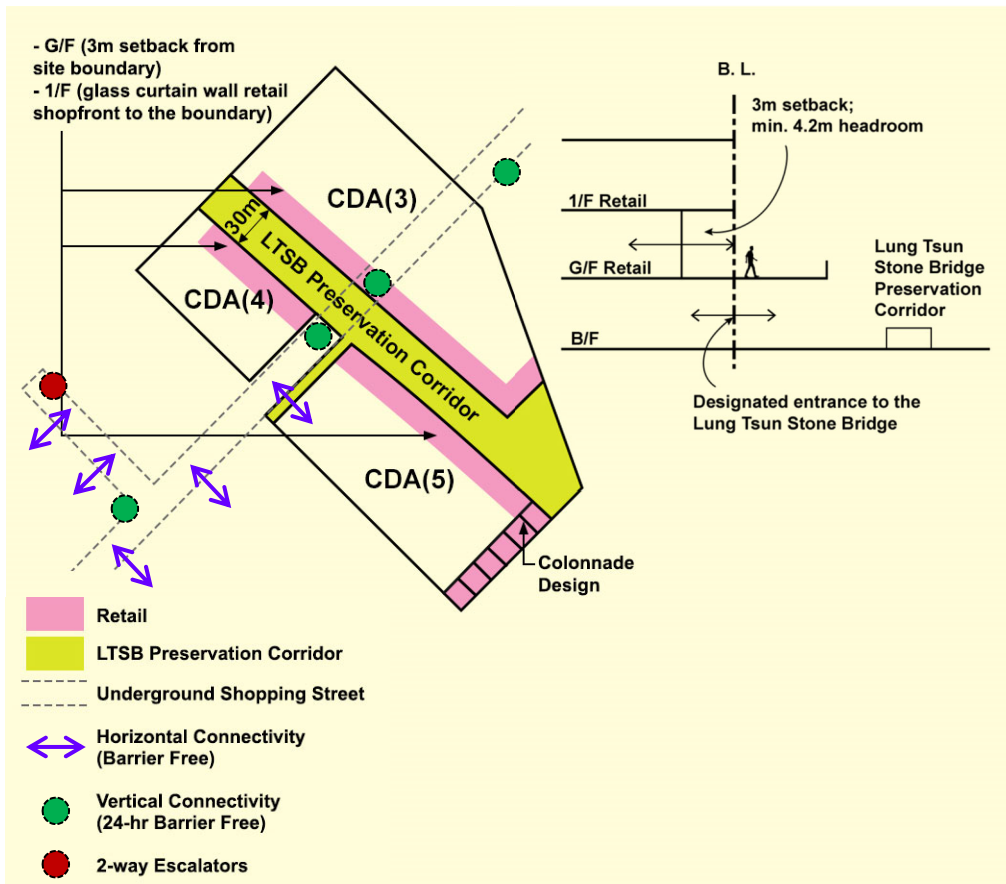 - G/F (3m setback from
site boundary)
- 1/F (glass curtain wall retail
shopfront to the boundary)
CDA(3)
30m
LTSB Preservation Corridor
CDA(4)
CDA(5)
Colonnade
Design
B. L.
3m setback;
min. 4.2m headroom
1/F Retail
G/F Retail
Lung Tsun
Stone Bridge
Preservation
Corridor
B/F
Designated entrance to the
Lung Tsun Stone Bridge
Retail
LTSB Preservation Corridor
Underground Shopping Street
Horizontal Connectivity
(Barrier Free)
Vertical Connectivity
(24-hr Barrier Free)
2-way Escalators